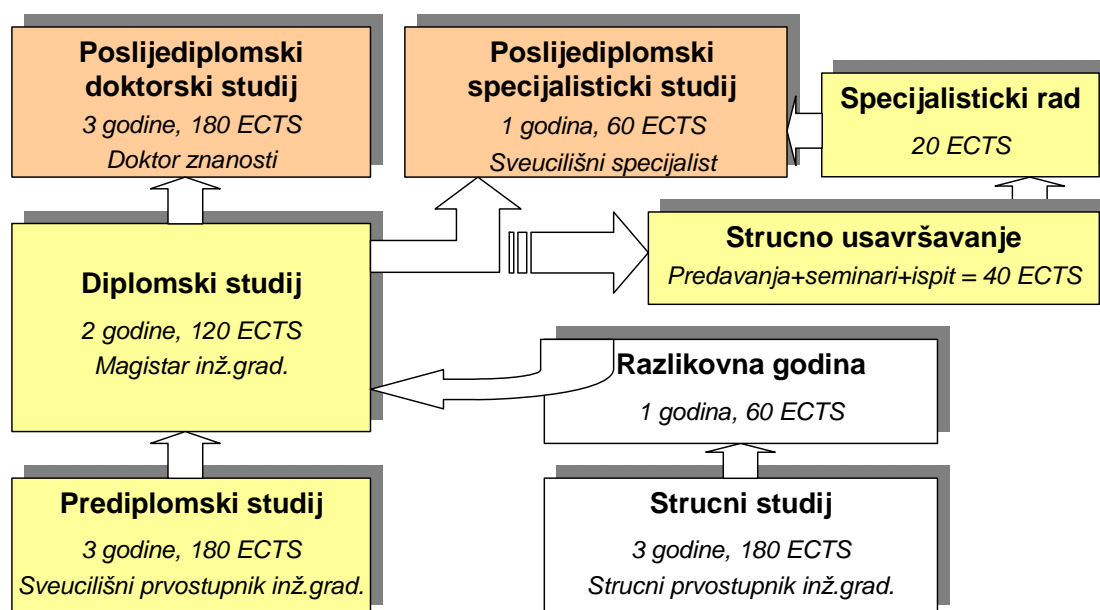 Poslijediplomski
doktorski studij
3 godine, 180 ECTS
Doktor znanosti
Poslijediplomski
specijalisticki studij
1 godina, 60 ECTS
Sveucilišni specijalist
Specijalisticki rad
20 ECTS
Strucno usavršavanje
Predavanja+seminari+ispit = 40 ECTS
Diplomski studij
2 godine, 120 ECTS
Magistar inž.grad.
Razlikovna godina
1 godina, 60 ECTS
Prediplomski studij
3 godine, 180 ECTS
Sveucilišni prvostupnik inž.grad.
Strucni studij
3 godine, 180 ECTS
Strucni prvostupnik inž.grad.